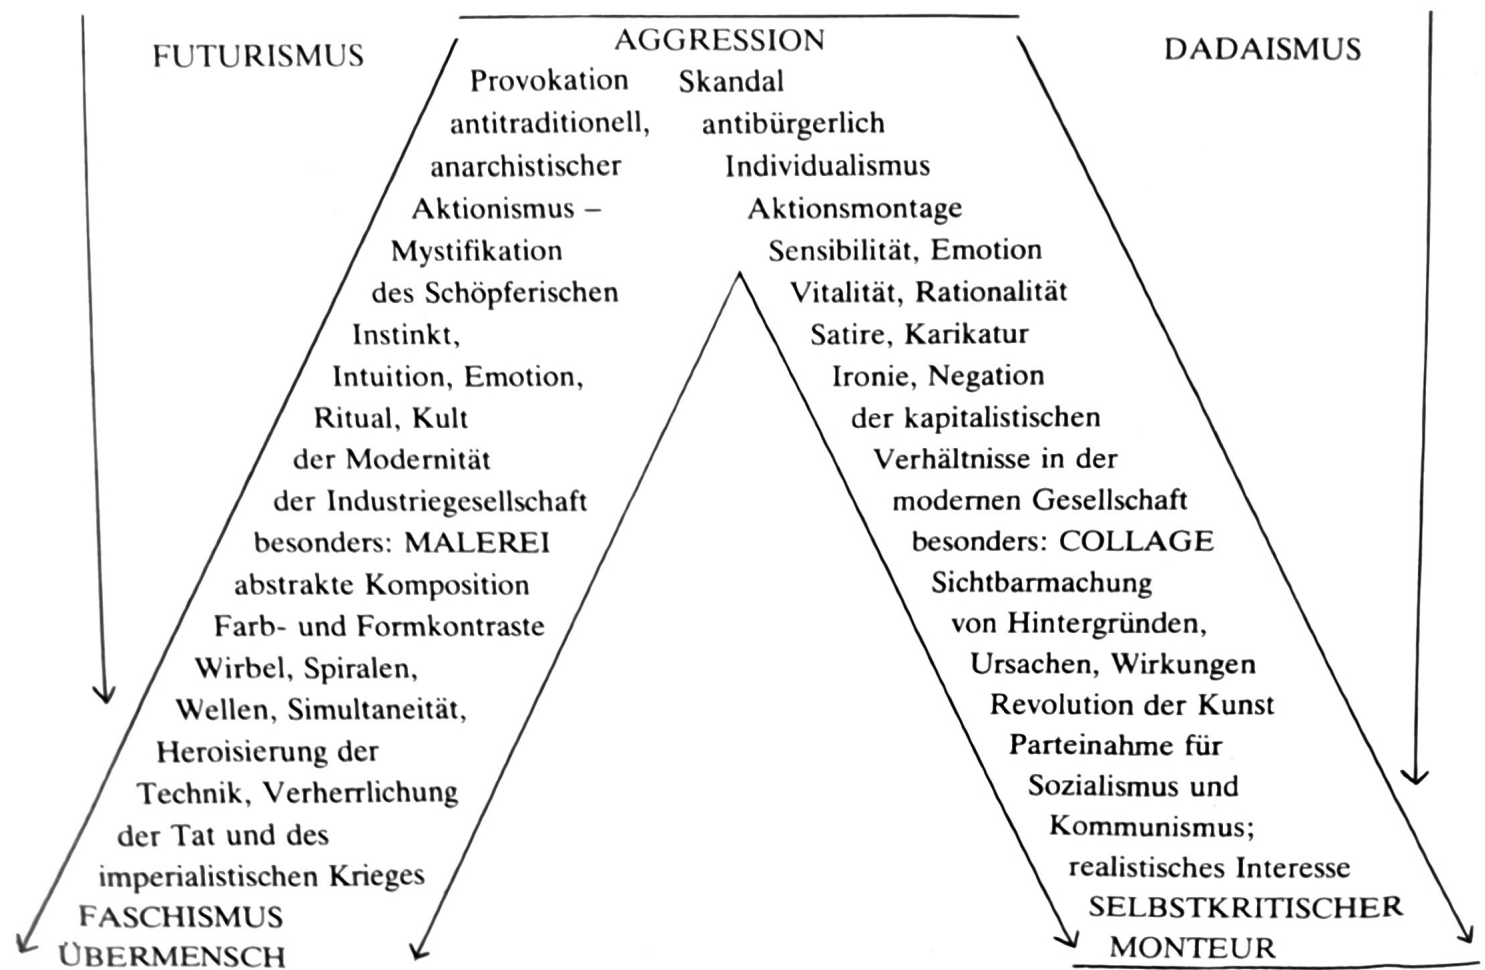 FUTURISMUS
AGGRESSION
DADAISMUS
Provokation
antitraditionell,
anarchistischer
Aktionismus –
Mystifikation
des Schöpferischen
Instinkt,
Intuition, Emotion,
Ritual, Kult
der Modernität
der Industriegesellschaft
besonders: MALEREI
abstrakte Komposition
Farb- und Formkontraste
Wirbel, Spiralen,
Wellen, Simultaneität,
Heroisierung der
Technik, Verherrlichung
der Tat und des
imperialistischen Krieges
FASCHISMUS
ÜBERMENSCH
Skandal
antibürgerlich
Individualismus
Aktionsmontage
Sensibilität, Emotion
Vitalität, Rationalität
Satire, Karikatur
Ironie, Negation
der kapitalistischen
Verhältnisse in der
modernen Gesellschaft
besonders: COLLAGE
Sichtbarmachung
von Hintergründen,
Ursachen, Wirkungen
Revolution der Kunst
Parteinahme für
Sozialismus und
Kommunismus;
realistisches Interesse
SELBSTKRITISCHER
MONTEUR